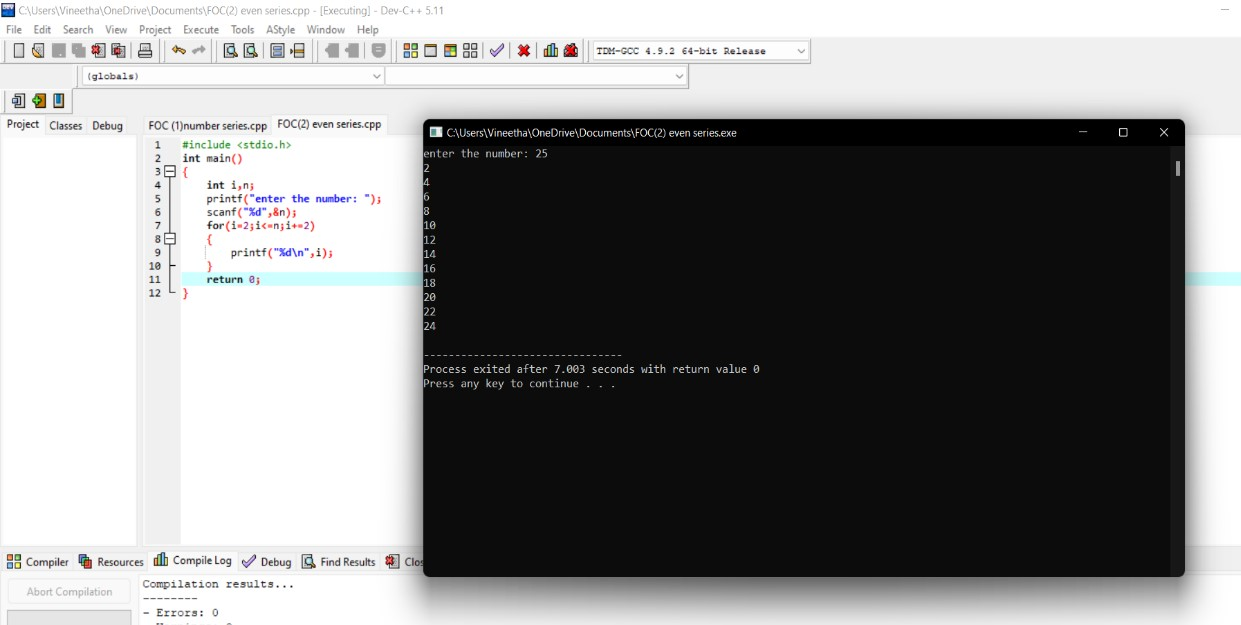 C:\Users\Vineetha\OneDrive\Documents\FOC(2) even series.cpp - [Executing] - Dev-C++ 5.11
File Edit Search View Project Execute Tools AStyle Window Help
TDM-GCC 4.9.2 64-bit Release
(globals)
Project Classes Debug
FOC (1)number series.cpp FOC(2) even series.cpp
1 #include <stdio.h>
2 int main()
3 {
4 int i,n;
5 printf("enter the number: ");
6 scanf("%d",&n);
7 for(i=2;i<=n;i+=2)
8 {
9 printf("%d\n",i);
10 }
11 return 0;
12 }
C:\Users\Vineetha\OneDrive\Documents\FOC(2) even series.exe
enter the number: 25
2
4
6
8
10
12
14
16
18
20
22
24
--------------------------------
Process exited after 7.003 seconds with return value 0
Press any key to continue . . .
Compiler Resources Compile Log Debug Find Results
Abort Compilation
Compilation results...
--------
- Errors: 0